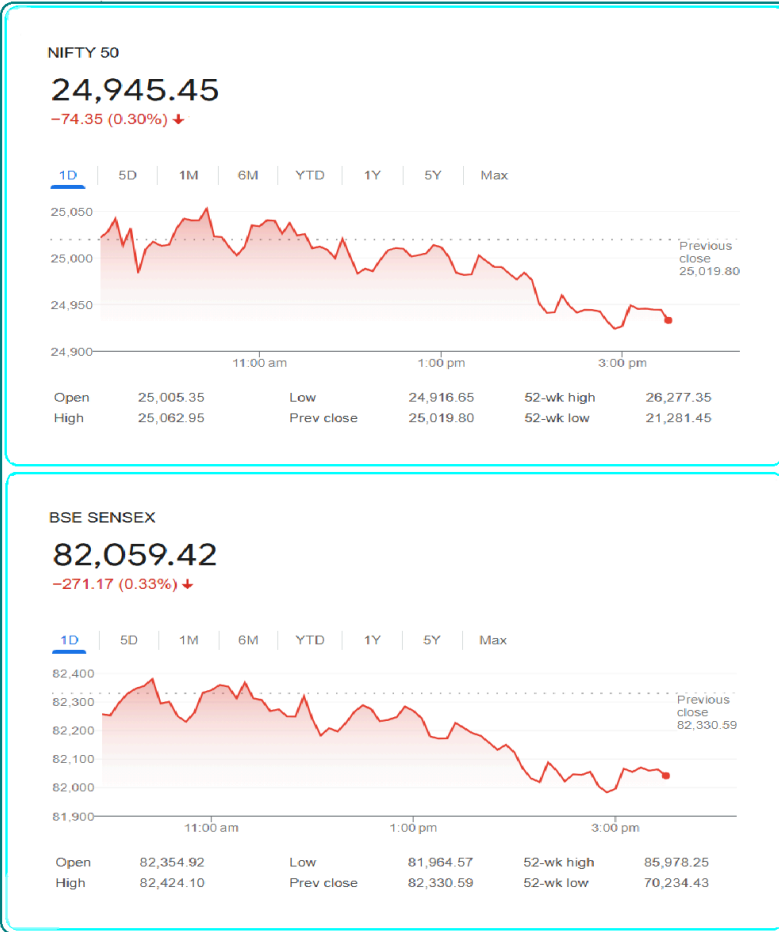 NIFTY 50
24,945.45
−74.35 (0.30%) ↓
1D 5D 1M 6M YTD 1Y 5Y Max
25,050
25,000
24,950
24,900
Previous
close
25,019.80
11:00 am 1:00 pm 3:00 pm
Open 25,005.35 Low 24,916.65 52-wk high 26,277.35
High 25,062.95 Prev close 25,019.80 52-wk low 21,281.45
BSE SENSEX
82,059.42
−271.17 (0.33%) ↓
1D 5D 1M 6M YTD 1Y 5Y Max
82,400
82,300
82,200
82,100
82,000
81,900
Previous
close
82,330.59
11:00 am 1:00 pm 3:00 pm
Open 82,354.92 Low 81,964.57 52-wk high 85,978.25
High 82,424.10 Prev close 82,330.59 52-wk low 70,234.43